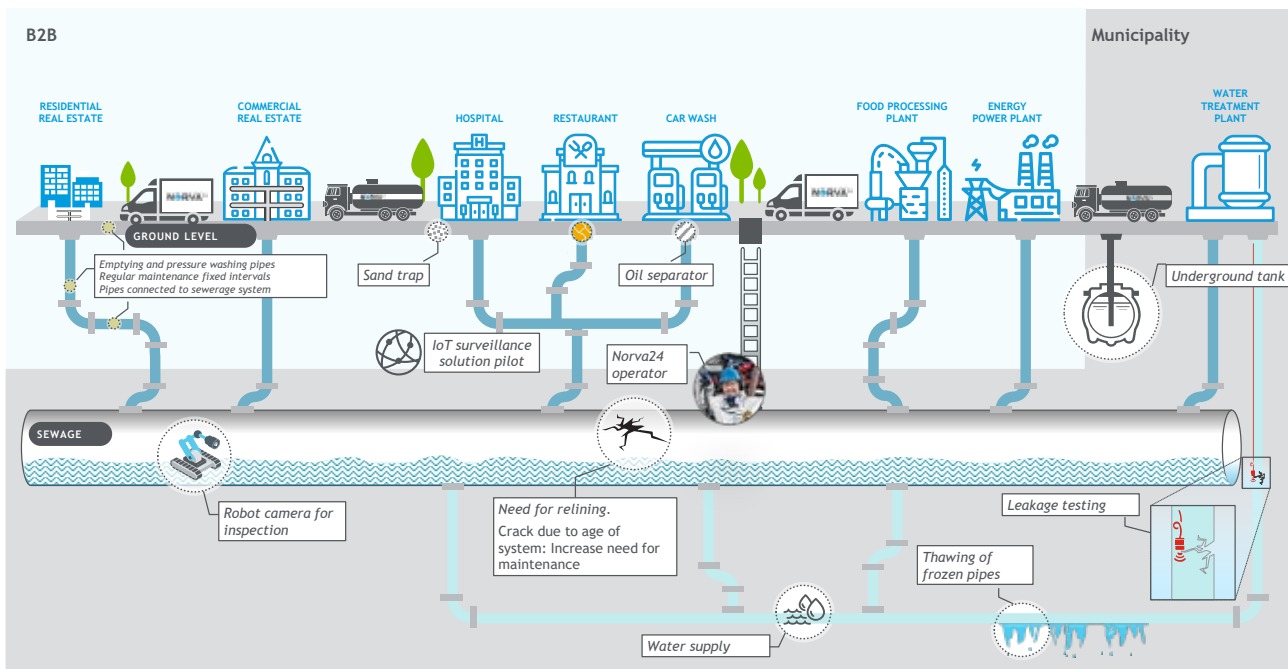 B2B
Municipality
RESIDENTIAL
REAL ESTATE
COMMERCIAL
REAL ESTATE
HOSPITAL
RESTAURANT
CAR WASH
FOOD PROCESSING
PLANT
ENERGY
POWER PLANT
WATER
TREATMENT
PLANT
H
NORVA
NORVA
GROUND LEVEL
Emptying and pressure washing pipes
Regular maintenance fixed intervals
Pipes connected to sewerage system
Sand trap
Oil separator
Underground tank
IoT surveillance
solution pilot
Norva24
operator
SEWAGE
Robot camera for
inspection
Need for relining.
Crack due to age of
system: Increase need for
maintenance
Leakage testing
Thawing of
frozen pipes
Water supply